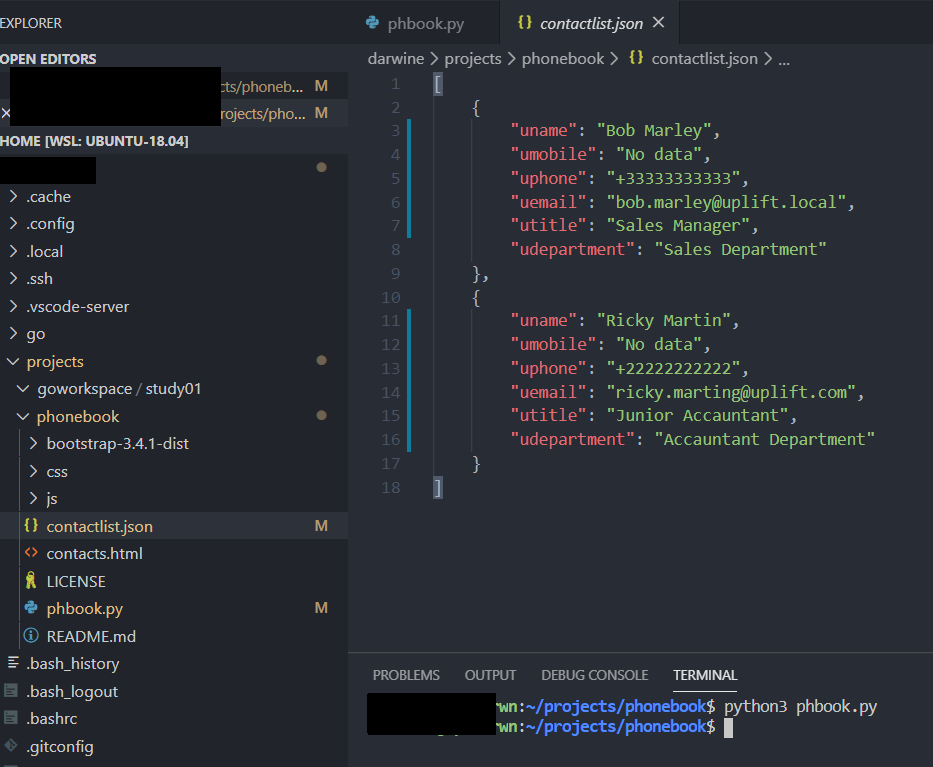 EXPLORER
OPEN EDITORS
cts/phoneb... M
rojects/pho... M
HOME [WSL: UBUNTU-18.04]
.cache
.config
.local
.ssh
.vscode-server
go
projects
goworkspace / study01
phonebook
bootstrap-3.4.1-dist
css
js
contactlist.json M
contacts.html
LICENSE
phbook.py M
README.md
.bash_history
.bash_logout
.bashrc
.gitconfig
phbook.py {} contactlist.json ×
darwine > projects > phonebook > {} contactlist.json > ...
1 [
2 {
3 "uname": "Bob Marley",
4 "umobile": "No data",
5 "uphone": "+33333333333",
6 "uemail": "bob.marley@uplift.local",
7 "utitle": "Sales Manager",
8 "udepartment": "Sales Department"
9 },
10 {
11 "uname": "Ricky Martin",
12 "umobile": "No data",
13 "uphone": "+22222222222",
14 "uemail": "ricky.marting@uplift.com",
15 "utitle": "Junior Accauntant",
16 "udepartment": "Accauntant Department"
17 }
18 ]
PROBLEMS OUTPUT DEBUG CONSOLE TERMINAL
wn:~/projects/phonebook$ python3 phbook.py
rwn:~/projects/phonebook$